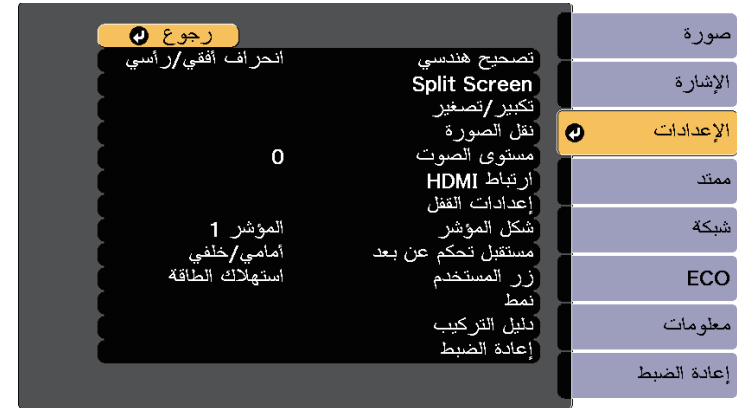 صورة
الإشارة
الإعدادات
ممتد
شبكة
ECO
معلومات
إعادة الضبط
رجوع
تصحيح هندسي انحراف أفقي/رأسي
Split Screen
تكبير/تصغير
نقل الصورة
مستوى الصوت 0
ارتباط HDMI
إعدادات القفل
شكل المؤشر المؤشر 1
مستقبل تحكم عن بعد أمامي/خلفي
زر المستخدم استهلاك الطاقة
نمط
دليل التركيب
إعادة الضبط